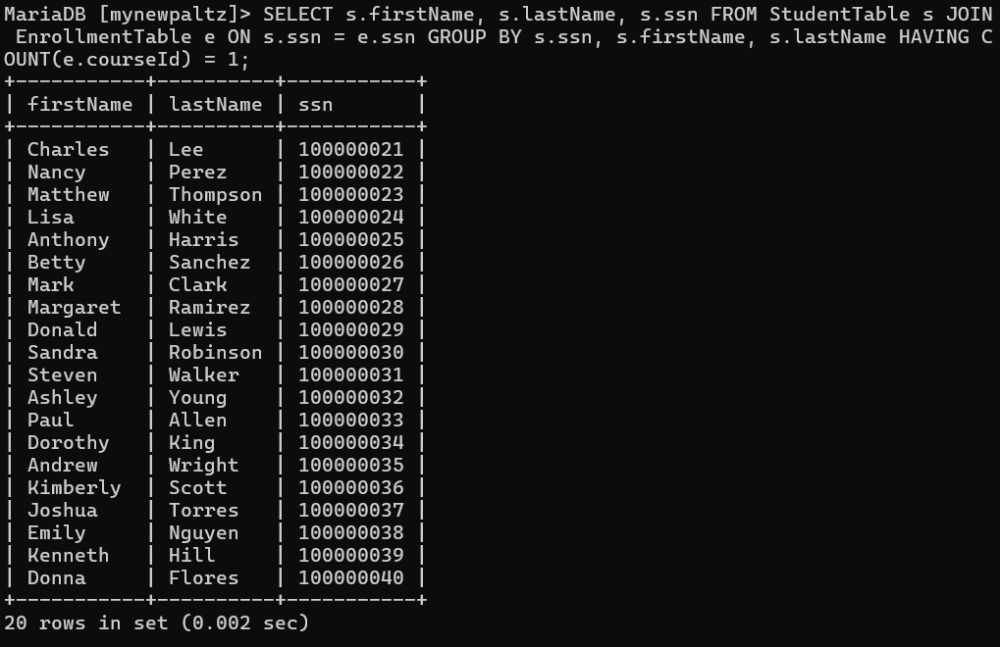 MariaDB [mynewpaltz]> SELECT s.firstName, s.lastName, s.ssn FROM StudentTable s JOIN
 EnrollmentTable e ON s.ssn = e.ssn GROUP BY s.ssn, s.firstName, s.lastName HAVING C
OUNT(e.courseId) = 1;
+-----------+----------+-----------+
| firstName | lastName | ssn       |
+-----------+----------+-----------+
| Charles   | Lee      | 100000021 |
| Nancy     | Perez    | 100000022 |
| Matthew   | Thompson | 100000023 |
| Lisa      | White    | 100000024 |
| Anthony   | Harris   | 100000025 |
| Betty     | Sanchez  | 100000026 |
| Mark      | Clark    | 100000027 |
| Margaret  | Ramirez  | 100000028 |
| Donald    | Lewis    | 100000029 |
| Sandra    | Robinson | 100000030 |
| Steven    | Walker   | 100000031 |
| Ashley    | Young    | 100000032 |
| Paul      | Allen    | 100000033 |
| Dorothy   | King     | 100000034 |
| Andrew    | Wright   | 100000035 |
| Kimberly  | Scott    | 100000036 |
| Joshua    | Torres   | 100000037 |
| Emily     | Nguyen   | 100000038 |
| Kenneth   | Hill     | 100000039 |
| Donna     | Flores   | 100000040 |
+-----------+----------+-----------+
20 rows in set (0.002 sec)